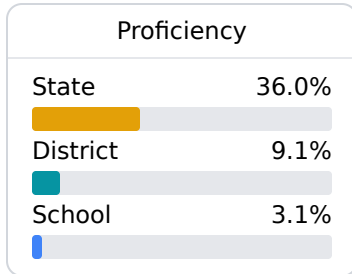 Proficiency
State 36.0%
District 9.1%
School 3.1%